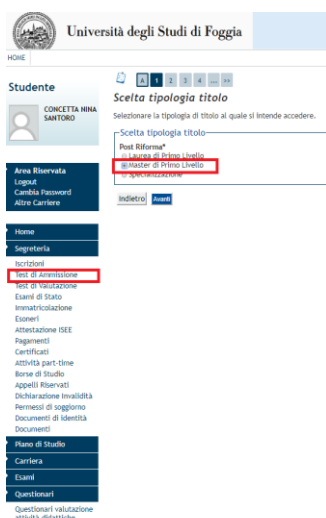 Università degli Studi di Foggia
HOME
Studente
CONCETTA NINA
SANTORO
Area Riservata
Logout
Cambia Password
Altre Carriere
Home
Segreteria
Iscrizioni
Test di Ammissione
Test di Valutazione
Esami di Stato
Immatricolazione
Esoneri
Attestazione ISEE
Pagamenti
Certificati
Attività part-time
Borse di Studio
Appelli Riservati
Dichiarazione Invalidità
Permessi di soggiorno
Documenti di identità
Documenti
Piano di Studio
Carriera
Esami
Questionari
Questionari valutazione
attività didattiche
A 1 2 3 4 ... >>
Scelta tipologia titolo
Selezionare la tipologia di titolo al quale si intende accedere.
Scelta tipologia titolo
Post Riforma*
Laurea di Primo Livello
Master di Primo Livello
Specializzazione
Indietro Avanti